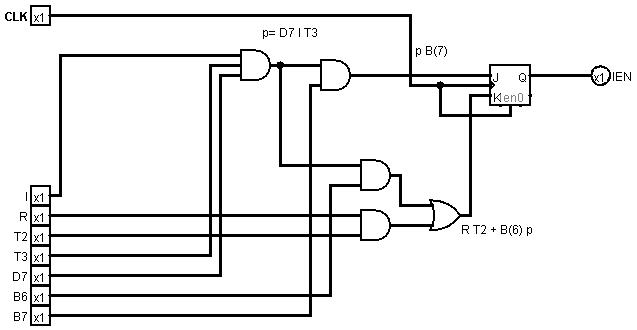 CLK x1
p= D7 I T3
p B(7)
J Q
x1 IEN
K en0
I x1
R x1
T2 x1
R T2 + B(6) p
T3 x1
D7 x1
B6 x1
B7 x1